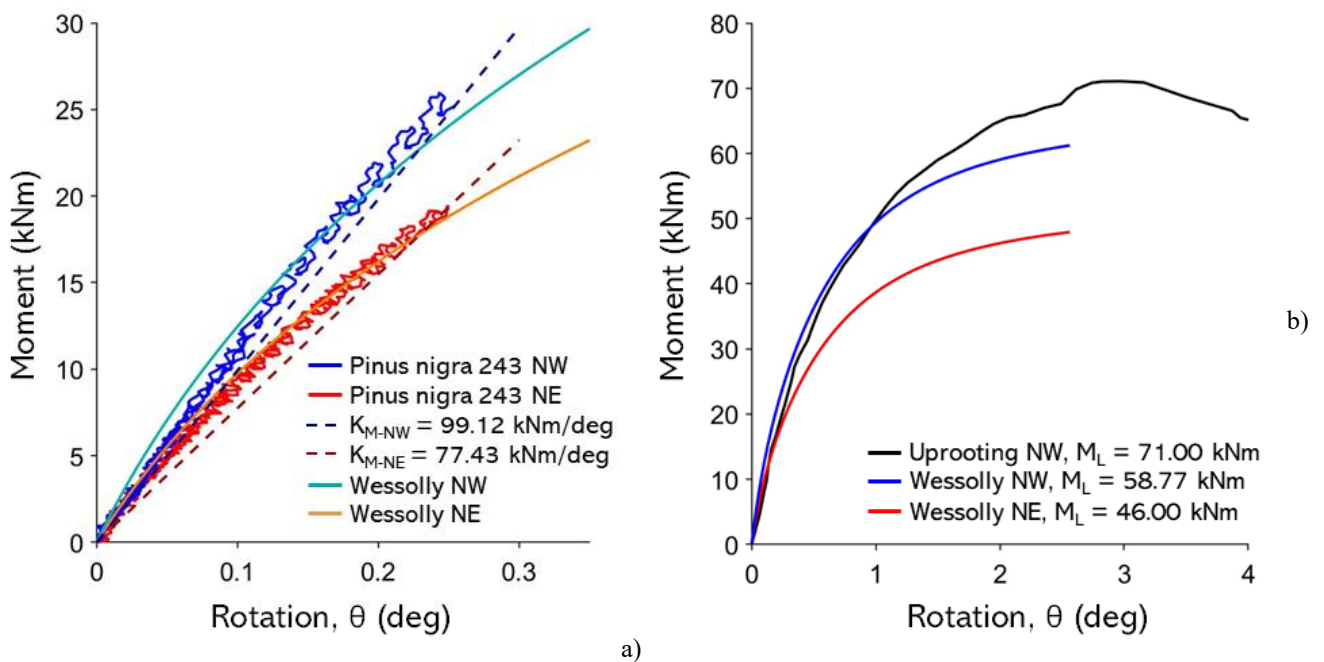 30
25
20
15
10
5
0
Moment (kNm)
0
0.1
0.2
0.3
Rotation, θ (deg)
Pinus nigra 243 NW
Pinus nigra 243 NE
K_M-NW = 99.12 kNm/deg
K_M-NE = 77.43 kNm/deg
Wessolly NW
Wessolly NE
a)
80
70
60
50
40
30
20
10
0
Moment (kNm)
0
1
2
3
4
Rotation, θ (deg)
Uprooting NW, M_L = 71.00 kNm
Wessolly NW, M_L = 58.77 kNm
Wessolly NE, M_L = 46.00 kNm
b)